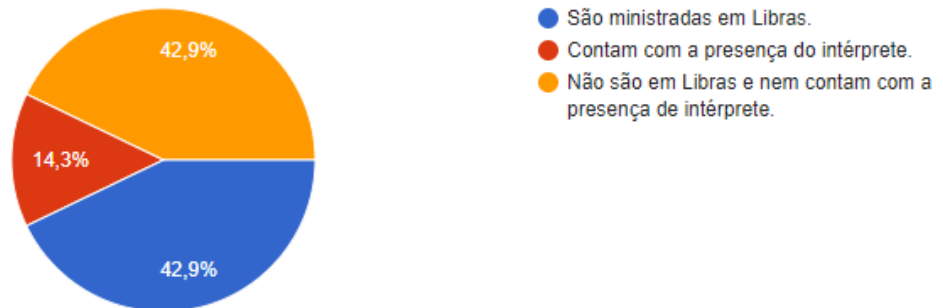 42,9%
14,3%
42,9%
São ministradas em Libras.
Contam com a presença do intérprete.
Não são em Libras e nem contam com a
presença de intérprete.